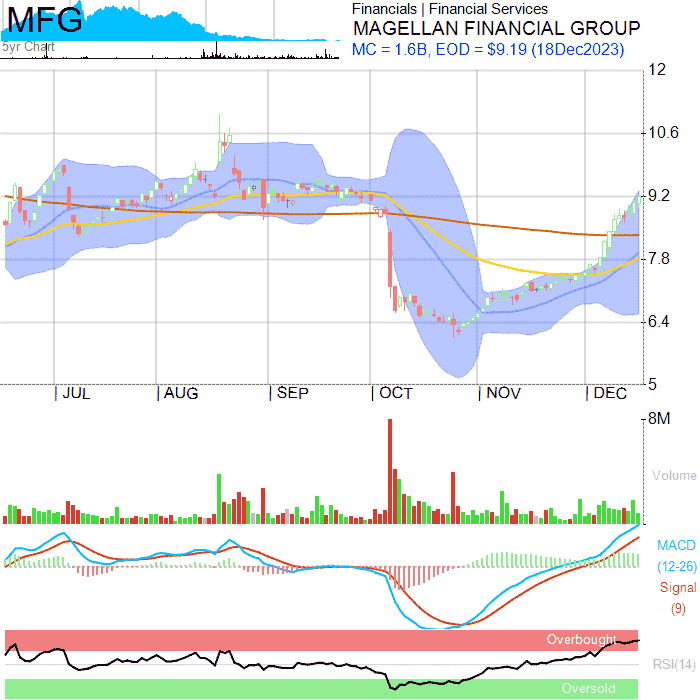 MFG
5yr Chart
Financials | Financial Services
MAGELLAN FINANCIAL GROUP
MC = 1.6B, EOD = $9.19 (18Dec2023)
12
10.6
9.2
7.8
6.4
5
| JUL | AUG | SEP | OCT | NOV | DEC
8M
Volume
MACD
(12-26)
Signal
(9)
Overbought
RSI(14)
Oversold